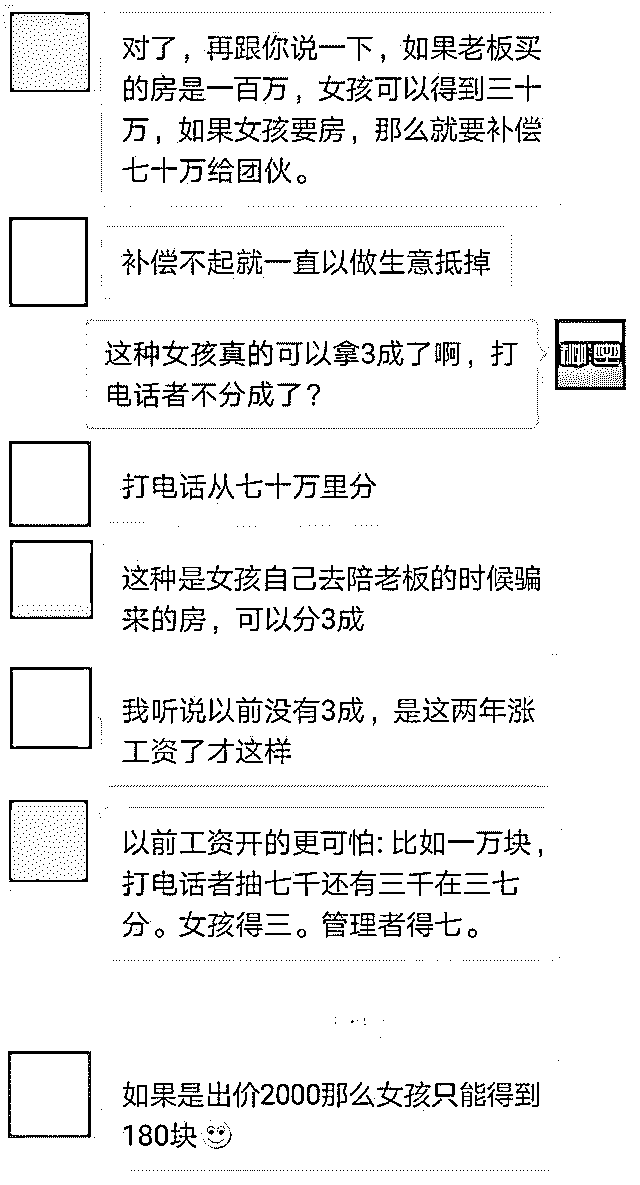 对了，再跟你说一下，如果老板买
的房是一百万，女孩可以得到三十
万，如果女孩要房，那么就要补偿
七十万给团伙。
补偿不起就一直以做生意抵掉
这种女孩真的可以拿3成了啊，打
电话者不分成了？
打电话从七十万里分
这种是女孩自己去陪老板的时候骗
来的房，可以分3成
我听说以前没有3成，是这两年涨
工资了才这样
以前工资开的更可怕: 比如一万块，
打电话者抽七千还有三千在三七
分。女孩得三。管理者得七。
如果是出价2000那么女孩只能得到
180块